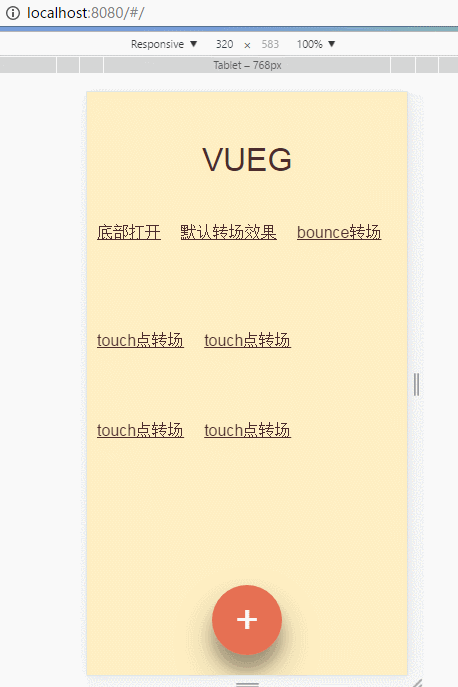 localhost:8080/#/
Responsive ▼ 320 × 583 100% ▼
Tablet – 768px
VUEG
底部打开 默认转场效果 bounce转场
touch点转场 touch点转场
touch点转场 touch点转场
+